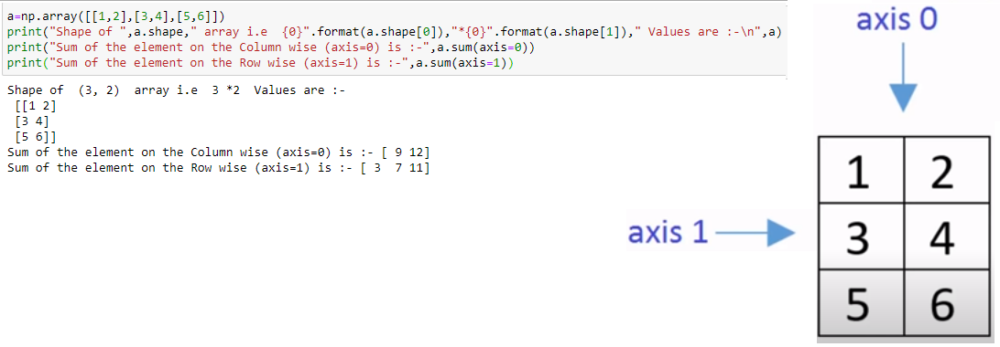 a=np.array([[1,2],[3,4],[5,6]])
print("Shape of ",a.shape," array i.e  {0}".format(a.shape[0]),"*{0}".format(a.shape[1])," Values are :-\n",a)
print("Sum of the element on the Column wise (axis=0) is :-",a.sum(axis=0))
print("Sum of the element on the Row wise (axis=1) is :-",a.sum(axis=1))
Shape of  (3, 2)  array i.e  3 *2  Values are :-
 [[1 2]
 [3 4]
 [5 6]]
Sum of the element on the Column wise (axis=0) is :- [ 9 12]
Sum of the element on the Row wise (axis=1) is :- [ 3  7 11]
axis 0
axis 1
1 2
3 4
5 6